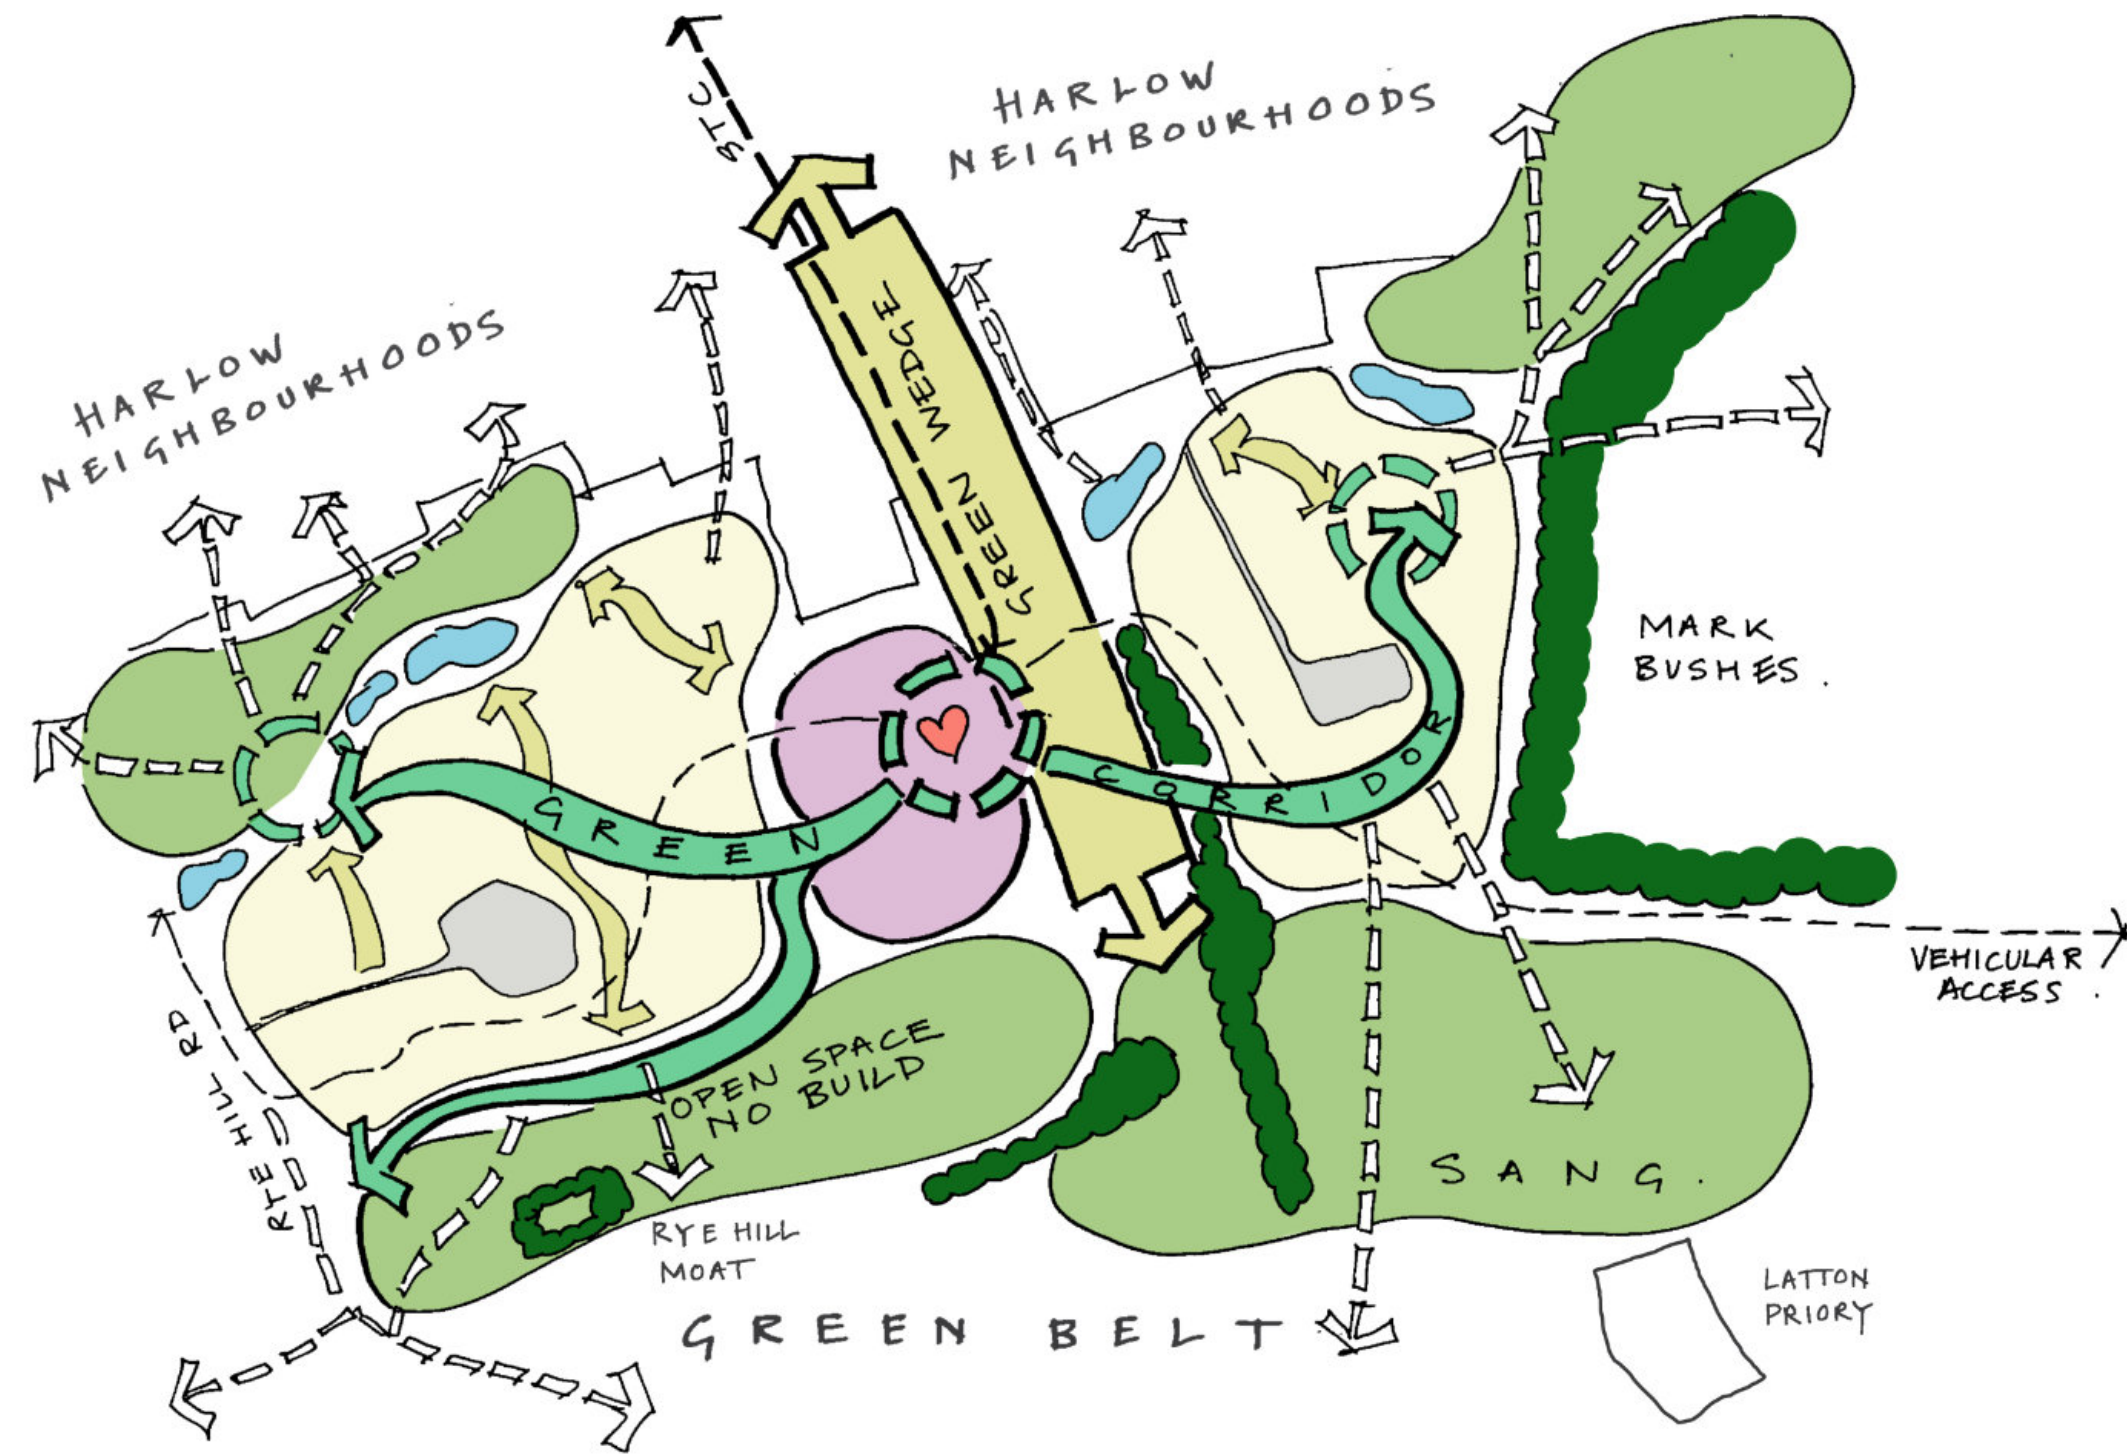 STC
HARLOW
NEIGHBOURHOODS
HARLOW
NEIGHBOURHOODS
GREEN WEDGE
MARK
BUSHES.
GREEN
CORRIDOR
VEHICULAR
ACCESS.
RYE HILL RD
OPEN SPACE
NO BUILD
SANG.
RYE HILL
MOAT
LATTON
PRIORY
GREEN BELT